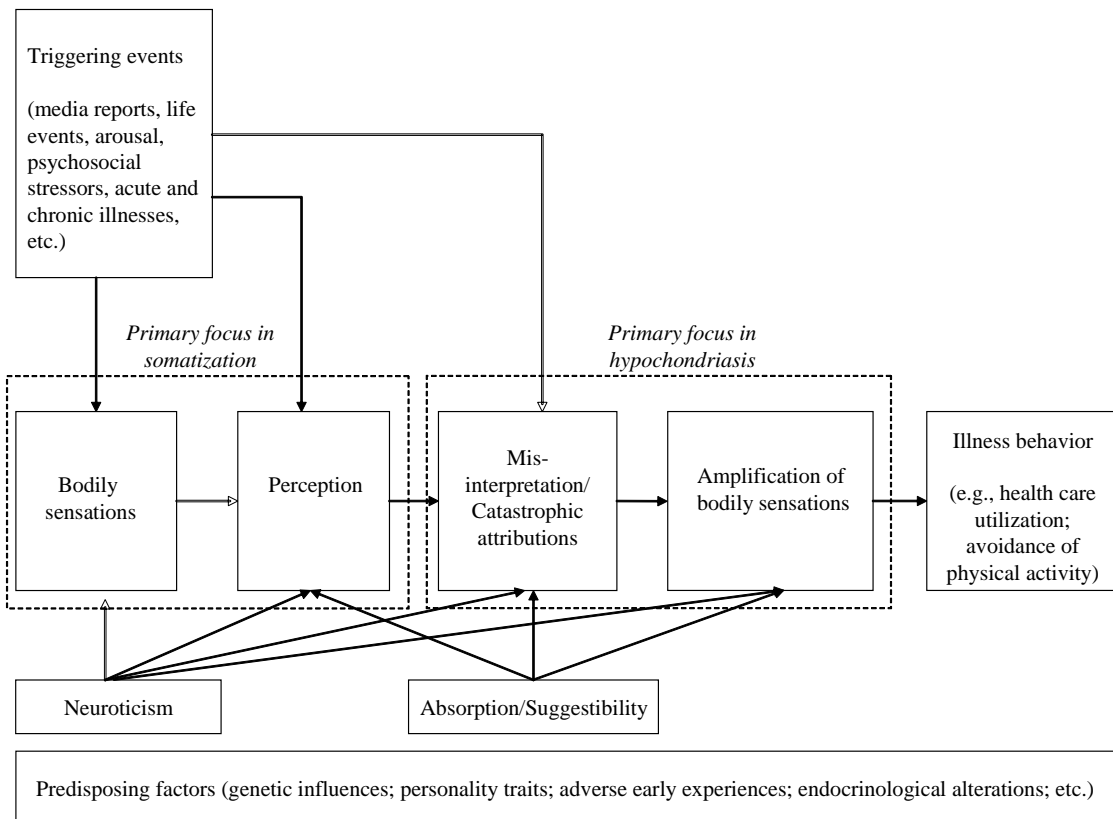 Triggering events
(media reports, life
events, arousal,
psychosocial
stressors, acute and
chronic illnesses,
etc.)
Primary focus in
somatization
Primary focus in
hypochondriasis
Bodily
sensations
Perception
Mis-
interpretation/
Catastrophic
attributions
Amplification of
bodily sensations
Illness behavior
(e.g., health care
utilization;
avoidance of
physical activity)
Neuroticism
Absorption/Suggestibility
Predisposing factors (genetic influences; personality traits; adverse early experiences; endocrinological alterations; etc.)